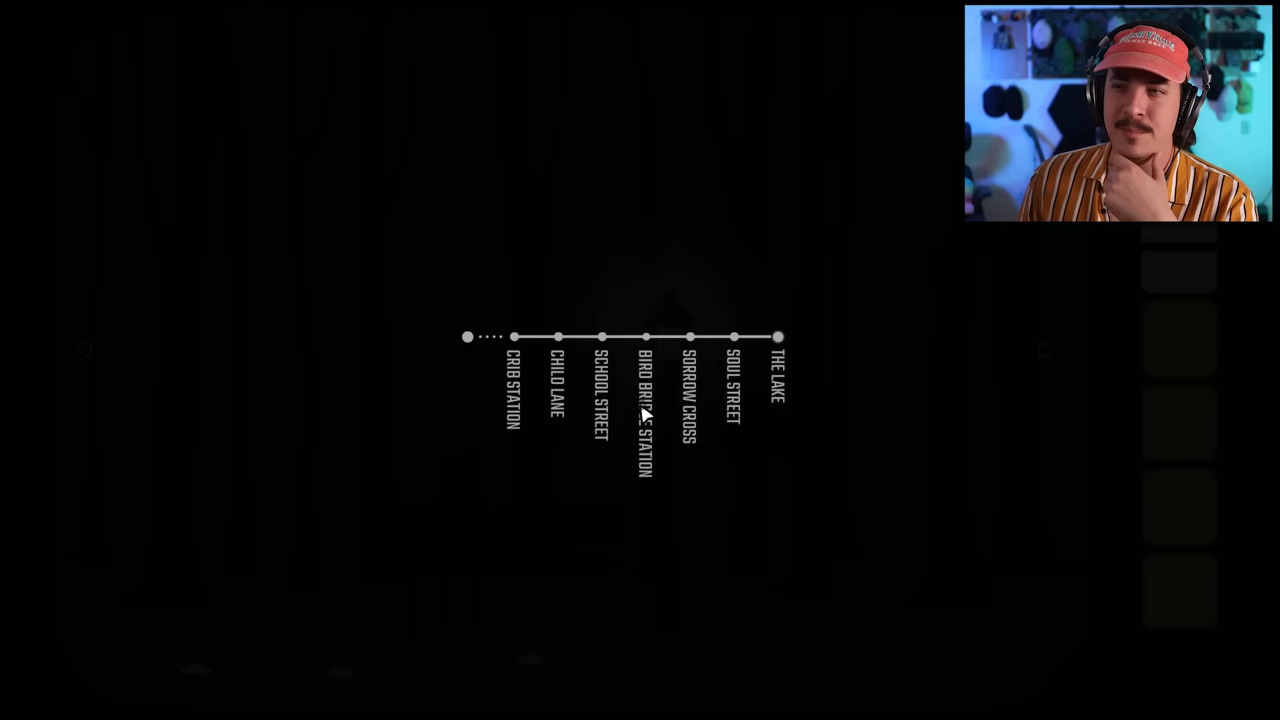 CRIB STATION
CHILD LANE
SCHOOL STREET
BIRD BRIDGE STATION
SORROW CROSS
SOUL STREET
THE LAKE